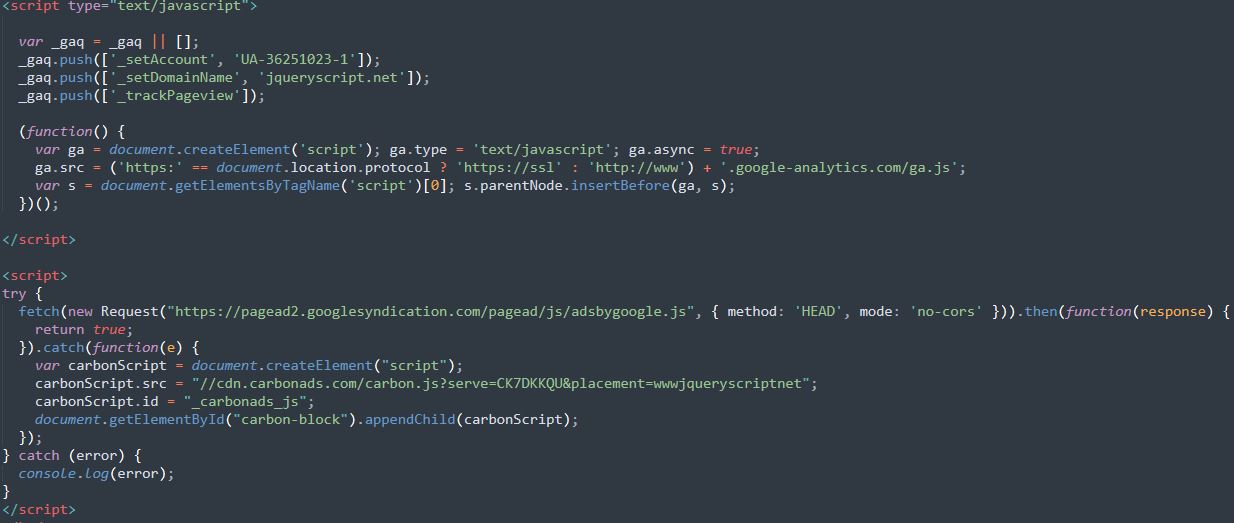 <script type="text/javascript">
var _gaq = _gaq || [];
_gaq.push(['_setAccount', 'UA-36251023-1']);
_gaq.push(['_setDomainName', 'jqueryscript.net']);
_gaq.push(['_trackPageview']);
(function() {
var ga = document.createElement('script'); ga.type = 'text/javascript'; ga.async = true;
ga.src = ('https:' == document.location.protocol ? 'https://ssl' : 'http://www') + '.google-analytics.com/ga.js';
var s = document.getElementsByTagName('script')[0]; s.parentNode.insertBefore(ga, s);
})();
</script>
<script>
try {
fetch(new Request("https://pagead2.googlesyndication.com/pagead/js/adsbygoogle.js", { method: 'HEAD', mode: 'no-cors' })).then(function(response) {
return true;
}).catch(function(e) {
var carbonScript = document.createElement("script");
carbonScript.src = "//cdn.carbonads.com/carbon.js?serve=CK7DKKQU&placement=wwwjqueryscriptnet";
carbonScript.id = "_carbonads_js";
document.getElementById("carbon-block").appendChild(carbonScript);
});
} catch (error) {
console.log(error);
}
</script>